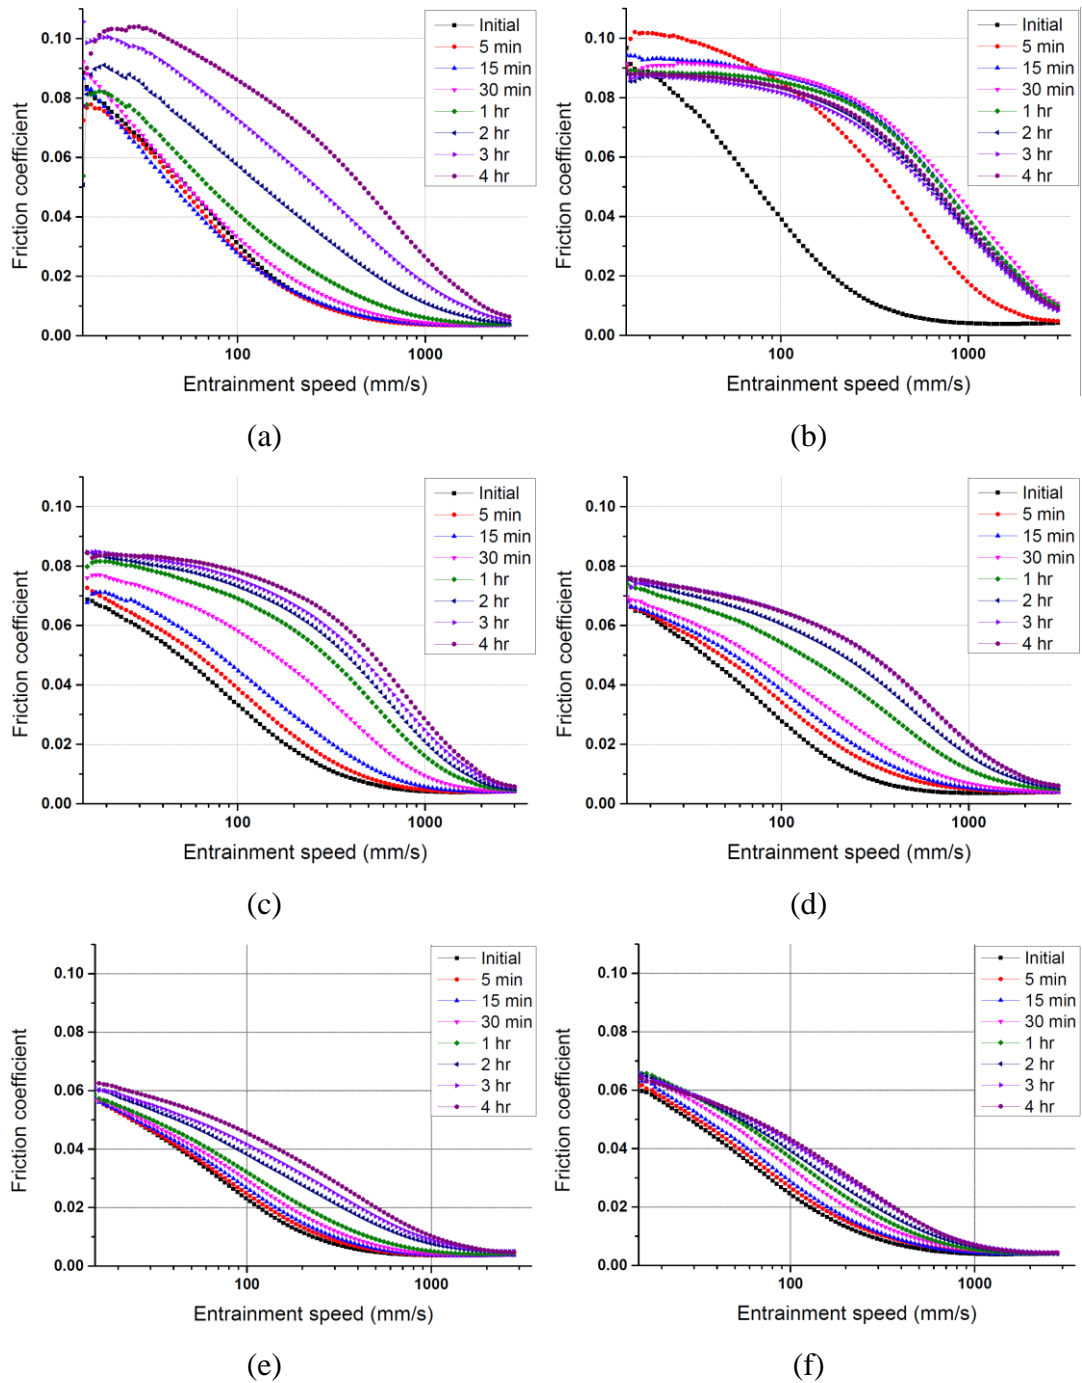 Friction coefficient
0.10
0.08
0.06
0.04
0.02
0.00
100
1000
Entrainment speed (mm/s)
Initial
5 min
15 min
30 min
1 hr
2 hr
3 hr
4 hr
(a)
Friction coefficient
0.10
0.08
0.06
0.04
0.02
0.00
100
1000
Entrainment speed (mm/s)
Initial
5 min
15 min
30 min
1 hr
2 hr
3 hr
4 hr
(b)
Friction coefficient
0.10
0.08
0.06
0.04
0.02
0.00
100
1000
Entrainment speed (mm/s)
Initial
5 min
15 min
30 min
1 hr
2 hr
3 hr
4 hr
(c)
Friction coefficient
0.10
0.08
0.06
0.04
0.02
0.00
100
1000
Entrainment speed (mm/s)
Initial
5 min
15 min
30 min
1 hr
2 hr
3 hr
4 hr
(d)
Friction coefficient
0.10
0.08
0.06
0.04
0.02
0.00
100
1000
Entrainment speed (mm/s)
Initial
5 min
15 min
30 min
1 hr
2 hr
3 hr
4 hr
(e)
Friction coefficient
0.10
0.08
0.06
0.04
0.02
0.00
100
1000
Entrainment speed (mm/s)
Initial
5 min
15 min
30 min
1 hr
2 hr
3 hr
4 hr
(f)